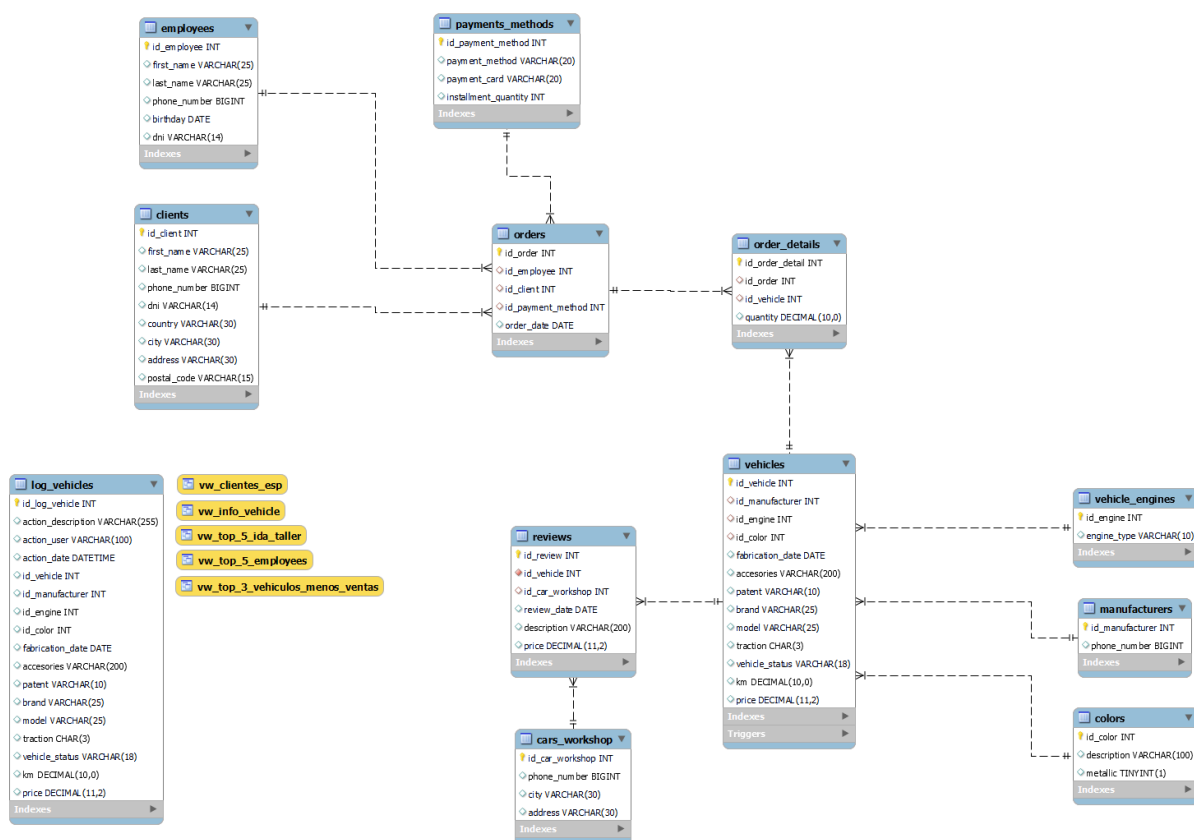 employees
id_employee INT
first_name VARCHAR(25)
last_name VARCHAR(25)
phone_number BIGINT
birthday DATE
dni VARCHAR(14)
Indexes
payments_methods
id_payment_method INT
payment_method VARCHAR(20)
payment_card VARCHAR(20)
installment_quantity INT
Indexes
clients
id_client INT
first_name VARCHAR(25)
last_name VARCHAR(25)
phone_number BIGINT
dni VARCHAR(14)
country VARCHAR(30)
city VARCHAR(30)
address VARCHAR(30)
postal_code VARCHAR(15)
Indexes
orders
id_order INT
id_employee INT
id_client INT
id_payment_method INT
order_date DATE
Indexes
order_details
id_order_detail INT
id_order INT
id_vehicle INT
quantity DECIMAL(10,0)
Indexes
log_vehicles
id_log_vehicle INT
action_description VARCHAR(255)
action_user VARCHAR(100)
action_date DATETIME
id_vehicle INT
id_manufacturer INT
id_engine INT
id_color INT
fabrication_date DATE
accesories VARCHAR(200)
patent VARCHAR(10)
brand VARCHAR(25)
model VARCHAR(25)
traction CHAR(3)
vehicle_status VARCHAR(18)
km DECIMAL(10,0)
price DECIMAL(11,2)
Indexes
vw_clientes_esp
vw_info_vehicle
vw_top_5_ida_taller
vw_top_5_employees
vw_top_3_vehiculos_menos_ventas
reviews
id_review INT
id_vehicle INT
id_car_workshop INT
review_date DATE
description VARCHAR(200)
price DECIMAL(11,2)
Indexes
cars_workshop
id_car_workshop INT
phone_number BIGINT
city VARCHAR(30)
address VARCHAR(30)
Indexes
vehicles
id_vehicle INT
id_manufacturer INT
id_engine INT
id_color INT
fabrication_date DATE
accesories VARCHAR(200)
patent VARCHAR(10)
brand VARCHAR(25)
model VARCHAR(25)
traction CHAR(3)
vehicle_status VARCHAR(18)
km DECIMAL(10,0)
price DECIMAL(11,2)
Indexes
Triggers
vehicle_engines
id_engine INT
engine_type VARCHAR(10)
Indexes
manufacturers
id_manufacturer INT
phone_number BIGINT
Indexes
colors
id_color INT
description VARCHAR(100)
metallic TINYINT(1)
Indexes